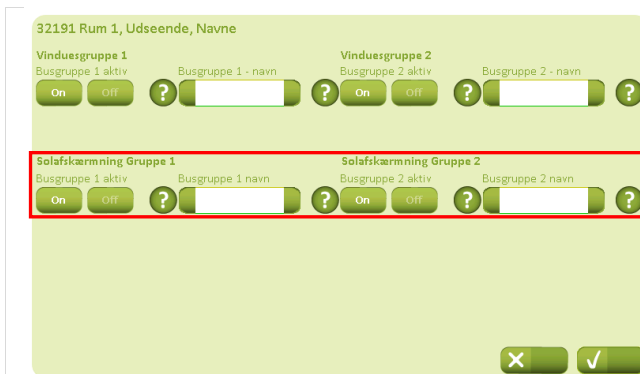 32191 Rum 1, Udseende, Navne
Vinduesgruppe 1 Vinduesgruppe 2
Busgruppe 1 aktiv Busgruppe 1 - navn Busgruppe 2 aktiv Busgruppe 2 - navn
On Off ? ? On Off ? ?
Solafskærmning Gruppe 1 Solafskærmning Gruppe 2
Busgruppe 1 aktiv Busgruppe 1 navn Busgruppe 2 aktiv Busgruppe 2 navn
On Off ? ? On Off ? ?